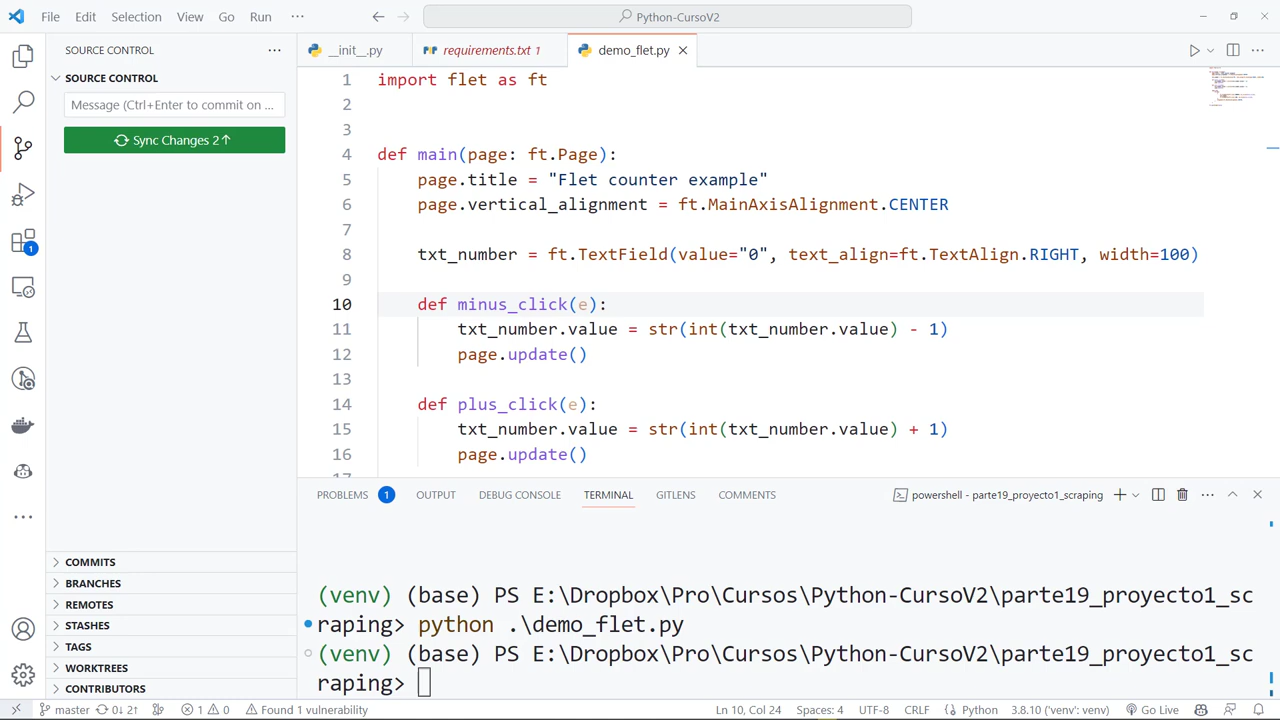 File Edit Selection View Go Run ··· Python-CursoV2
SOURCE CONTROL ···
SOURCE CONTROL
Message (Ctrl+Enter to commit on ...
Sync Changes 2↑
1
COMMITS
BRANCHES
REMOTES
STASHES
TAGS
WORKTREES
CONTRIBUTORS
__init__.py requirements.txt 1 demo_flet.py
1 import flet as ft
2
3
4 def main(page: ft.Page):
5 page.title = "Flet counter example"
6 page.vertical_alignment = ft.MainAxisAlignment.CENTER
7
8 txt_number = ft.TextField(value="0", text_align=ft.TextAlign.RIGHT, width=100)
9
10 def minus_click(e):
11 txt_number.value = str(int(txt_number.value) - 1)
12 page.update()
13
14 def plus_click(e):
15 txt_number.value = str(int(txt_number.value) + 1)
16 page.update()
PROBLEMS 1 OUTPUT DEBUG CONSOLE TERMINAL GITLENS COMMENTS powershell - parte19_proyecto1_scraping
(venv) (base) PS E:\Dropbox\Pro\Cursos\Python-CursoV2\parte19_proyecto1_sc
raping> python .\demo_flet.py
(venv) (base) PS E:\Dropbox\Pro\Cursos\Python-CursoV2\parte19_proyecto1_sc
raping>
master 0↓ 2↑ 1 0 Found 1 vulnerability Ln 10, Col 24 Spaces: 4 UTF-8 CRLF Python 3.8.10 ('venv': venv) Go Live